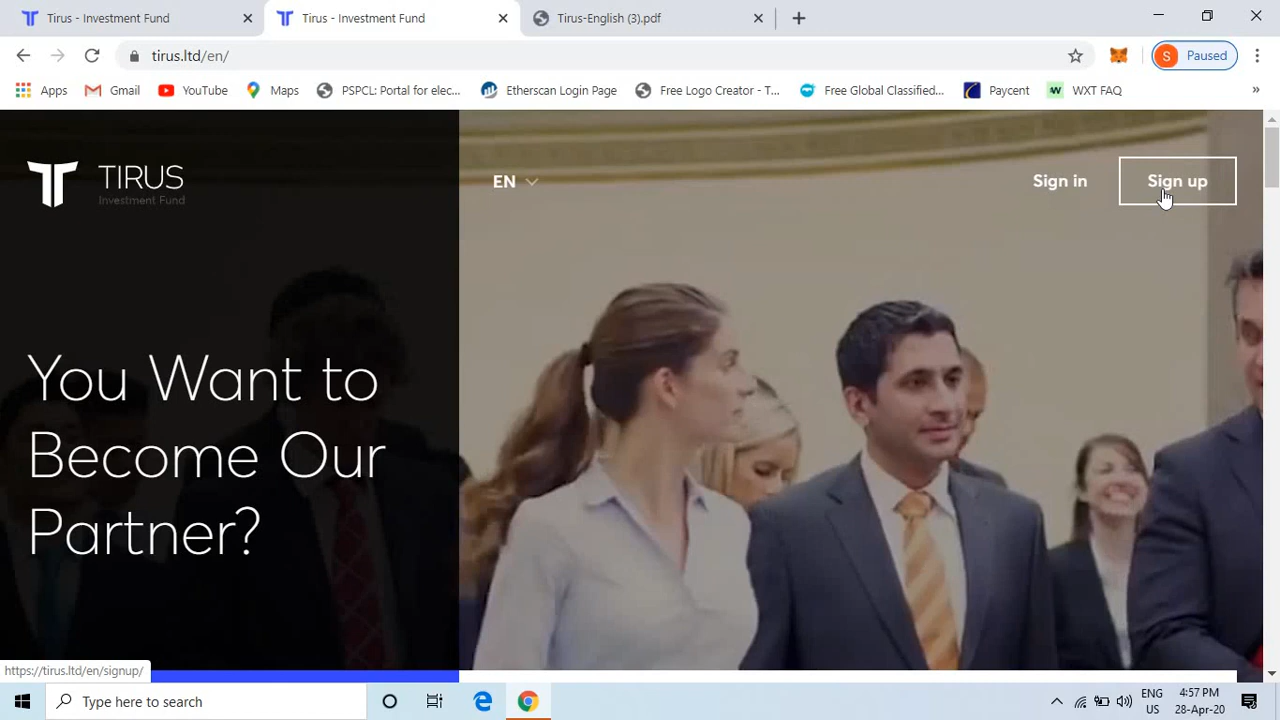 Tirus - Investment Fund
Tirus - Investment Fund
Tirus-English (3).pdf
tirus.ltd/en/
S Paused
Apps
Gmail
YouTube
Maps
PSPCL: Portal for elec...
Etherscan Login Page
Free Logo Creator - T...
Free Global Classified...
Paycent
w WXT FAQ
»
TIRUS
Investment Fund
EN
Sign in
Sign up
You Want to
Become Our
Partner?
https://tirus.ltd/en/signup/
Type here to search
ENG
US
4:57 PM
28-Apr-20